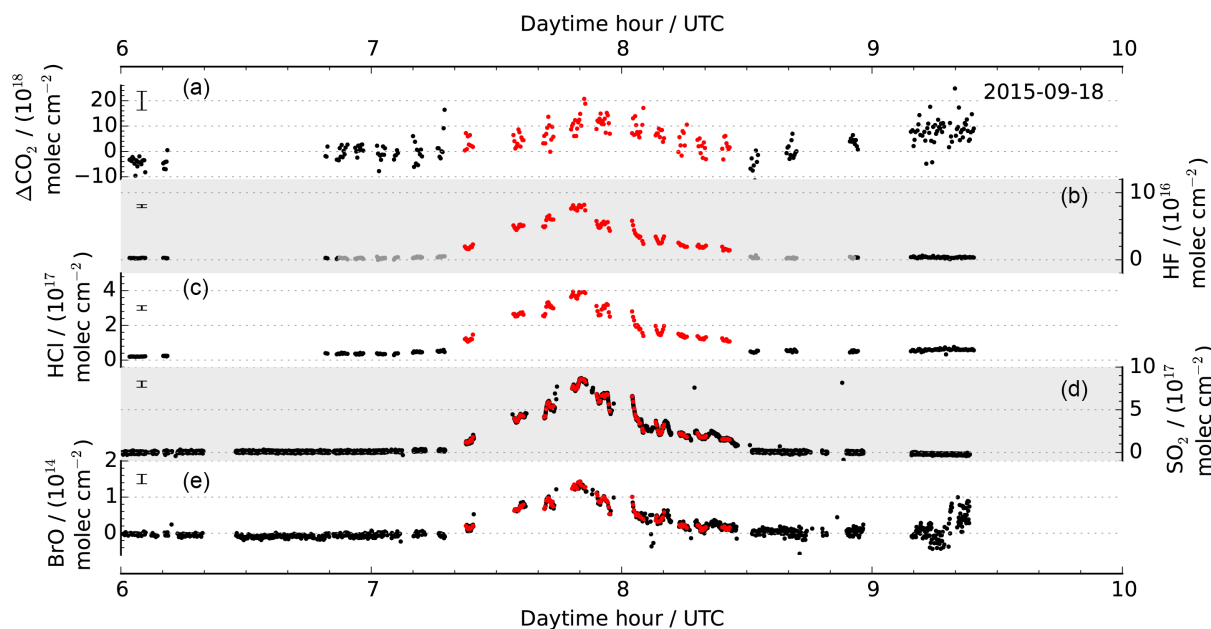 Daytime hour / UTC
6 7 8 9 10
(a) 2015-09-18
ΔCO₂ / (10¹⁸
molec cm⁻²)
20
10
0
−10
(b)
HF / (10¹⁶
molec cm⁻²)
10
0
(c)
HCl / (10¹⁷
molec cm⁻²)
4
2
0
(d)
SO₂ / (10¹⁷
molec cm⁻²)
10
5
0
(e)
BrO / (10¹⁴
molec cm⁻²)
2
1
0
6 7 8 9 10
Daytime hour / UTC